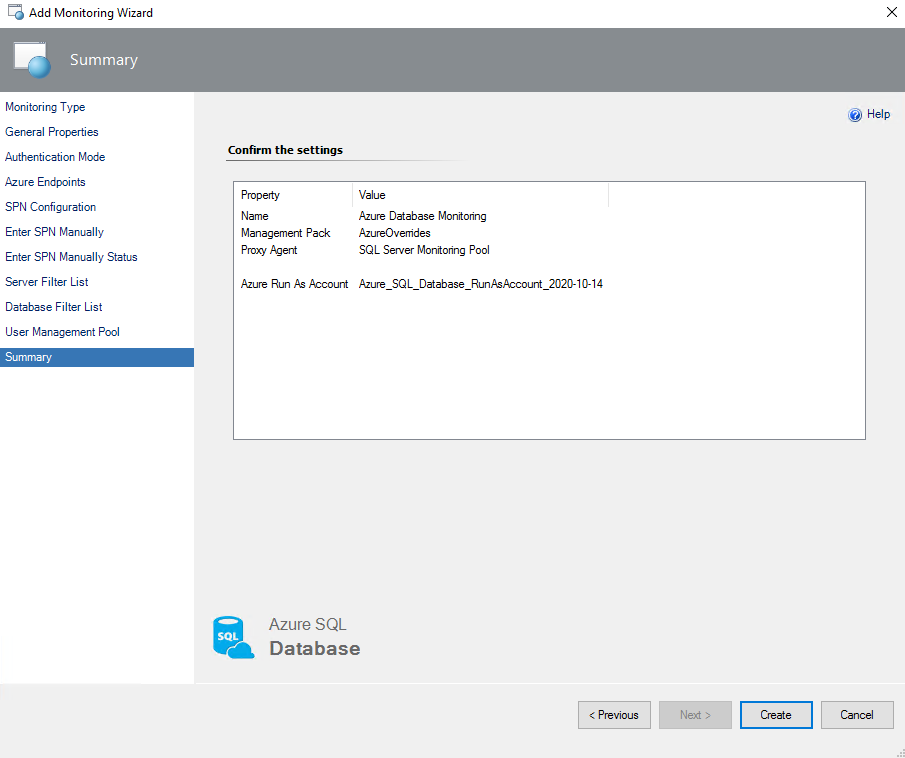 Add Monitoring Wizard
Summary
Monitoring Type
General Properties
Authentication Mode
Azure Endpoints
SPN Configuration
Enter SPN Manually
Enter SPN Manually Status
Server Filter List
Database Filter List
User Management Pool
Summary
Help
Confirm the settings
Property Value
Name Azure Database Monitoring
Management Pack AzureOverrides
Proxy Agent SQL Server Monitoring Pool
Azure Run As Account Azure_SQL_Database_RunAsAccount_2020-10-14
SQL
Azure SQL
Database
< Previous Next > Create Cancel